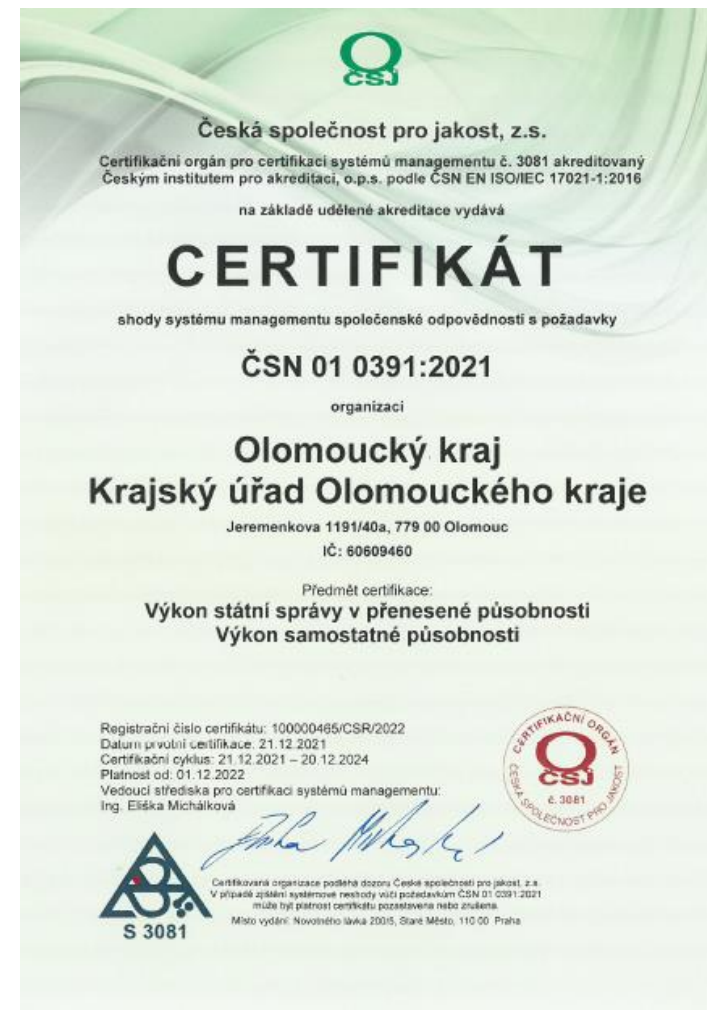 ČSJ
Česká společnost pro jakost, z.s.
Certifikační orgán pro certifikaci systémů managementu č. 3081 akreditovaný
Českým institutem pro akreditaci, o.p.s. podle ČSN EN ISO/IEC 17021-1:2016
na základě udělené akreditace vydává
CERTIFIKÁT
shody systému managementu společenské odpovědnosti s požadavky
ČSN 01 0391:2021
organizaci
Olomoucký kraj
Krajský úřad Olomouckého kraje
Jeremenkova 1191/40a, 779 00 Olomouc
IČ: 60609460
Předmět certifikace:
Výkon státní správy v přenesené působnosti
Výkon samostatné působnosti
Registrační číslo certifikátu: 100000465/CSR/2022
Datum prvotní certifikace: 21.12.2021
Certifikační cyklus: 21.12.2021 – 20.12.2024
Platnost od: 01.12.2022
Vedoucí střediska pro certifikaci systémů managementu:
Ing. Eliška Michálková
CERTIFIKAČNÍ ORGÁN
ČSJ
č. 3081
ČESKÁ SPOLEČNOST PRO JAKOST
Certifikovaná organizace podléhá dozoru České společnosti pro jakost, z.s.
V případě zjištění systémové neshody vůči požadavkům ČSN 01 0391:2021
může být platnost certifikátu pozastavena nebo zrušena.
Místo vydání: Novotného lávka 200/5, Staré Město, 110 00 Praha
S 3081